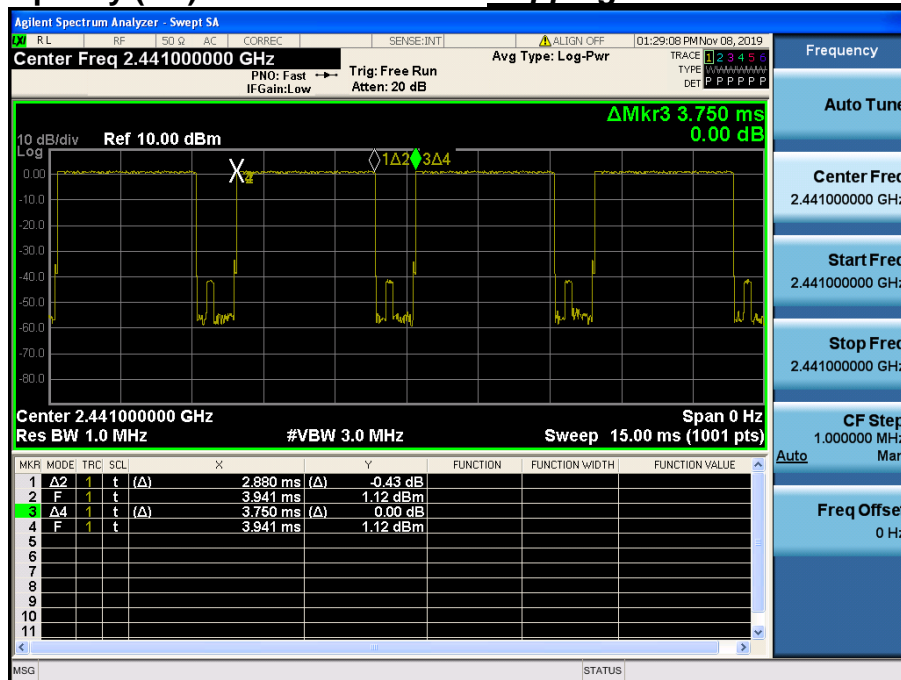 Agilent Spectrum Analyzer - Swept SA
LXI RL RF 50 Ω AC CORREC SENSE:INT ALIGN OFF 01:29:08 PM Nov 08, 2019
Center Freq 2.441000000 GHz
PNO: Fast Trig: Free Run
IFGain:Low Atten: 20 dB
Avg Type: Log-Pwr
TRACE 1 2 3 4 5 6
TYPE WWWWWW
DET P P P P P P
ΔMkr3 3.750 ms
0.00 dB
10 dB/div Ref 10.00 dBm
Log
1Δ2 3Δ4
0.00
-10.0
-20.0
-30.0
-40.0
-50.0
-60.0
-70.0
-80.0
Center 2.441000000 GHz Span 0 Hz
Res BW 1.0 MHz #VBW 3.0 MHz Sweep 15.00 ms (1001 pts)
MKR MODE TRC SCL X Y FUNCTION FUNCTION WIDTH FUNCTION VALUE
1 Δ2 1 t (Δ) 2.880 ms (Δ) -0.43 dB
2 F 1 t 3.941 ms 1.12 dBm
3 Δ4 1 t (Δ) 3.750 ms (Δ) 0.00 dB
4 F 1 t 3.941 ms 1.12 dBm
5
6
7
8
9
10
11
MSG STATUS
Frequency
Auto Tune
Center Freq
2.441000000 GHz
Start Freq
2.441000000 GHz
Stop Freq
2.441000000 GHz
CF Step
1.000000 MHz
Auto Man
Freq Offset
0 Hz